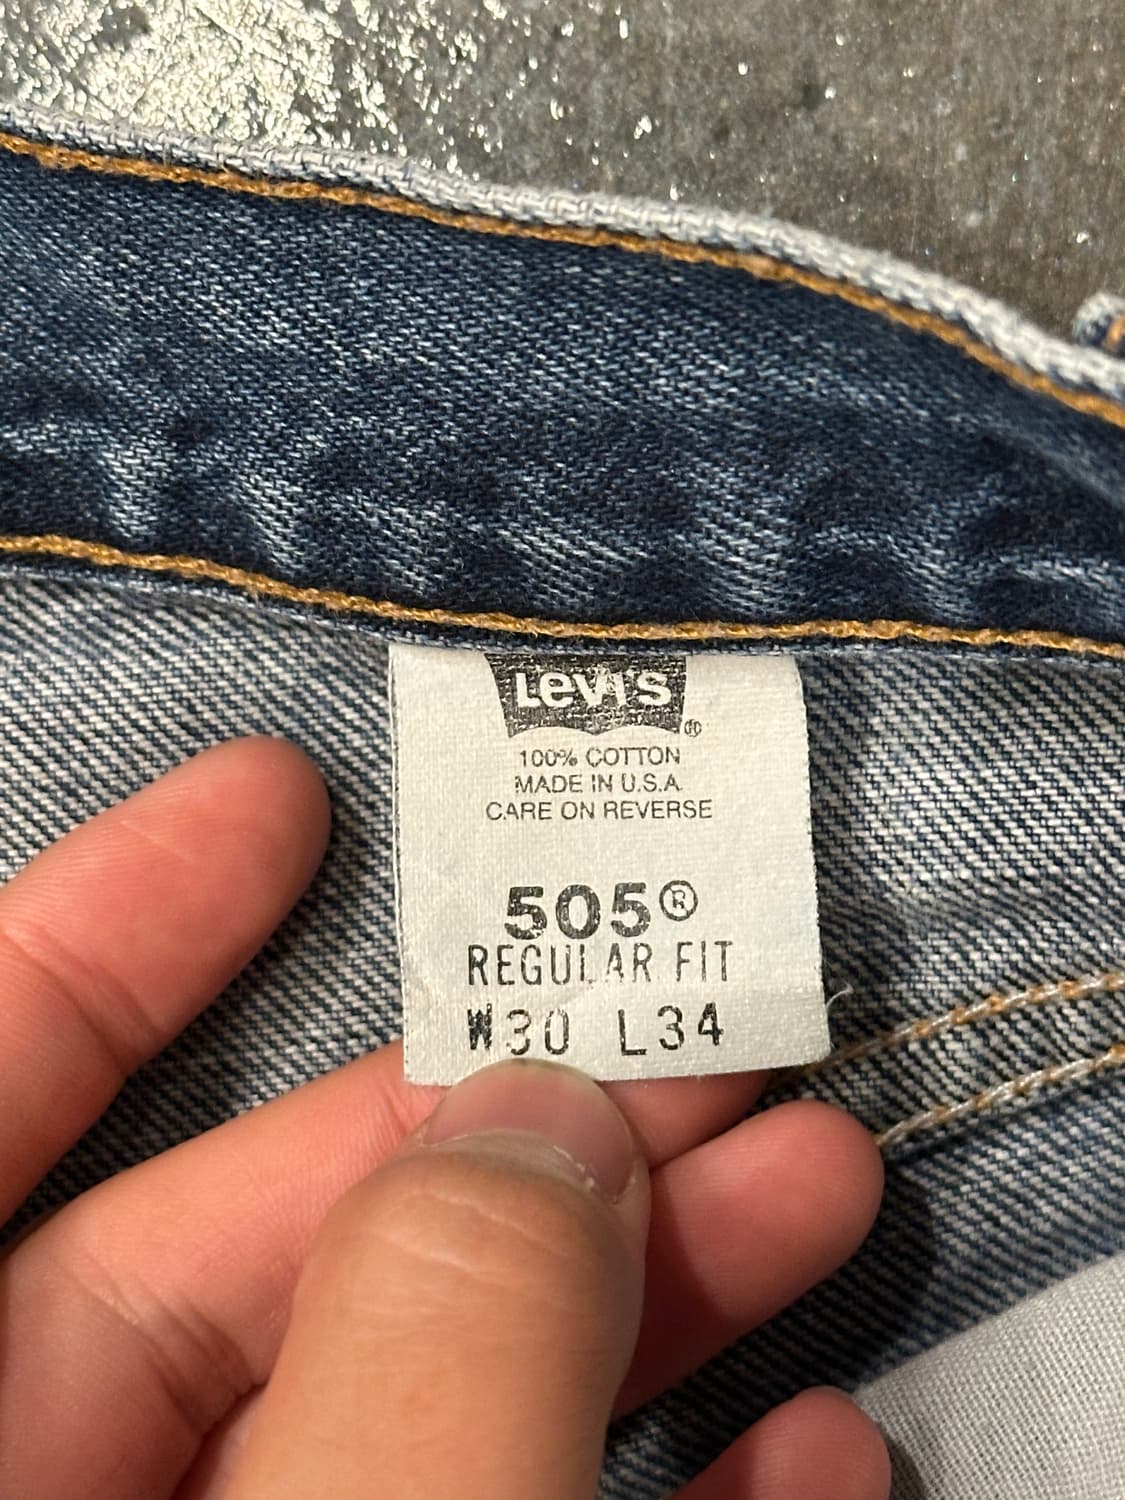 Levi's®
100% COTTON
MADE IN U.S.A.
CARE ON REVERSE
505®
REGULAR FIT
W30 L34